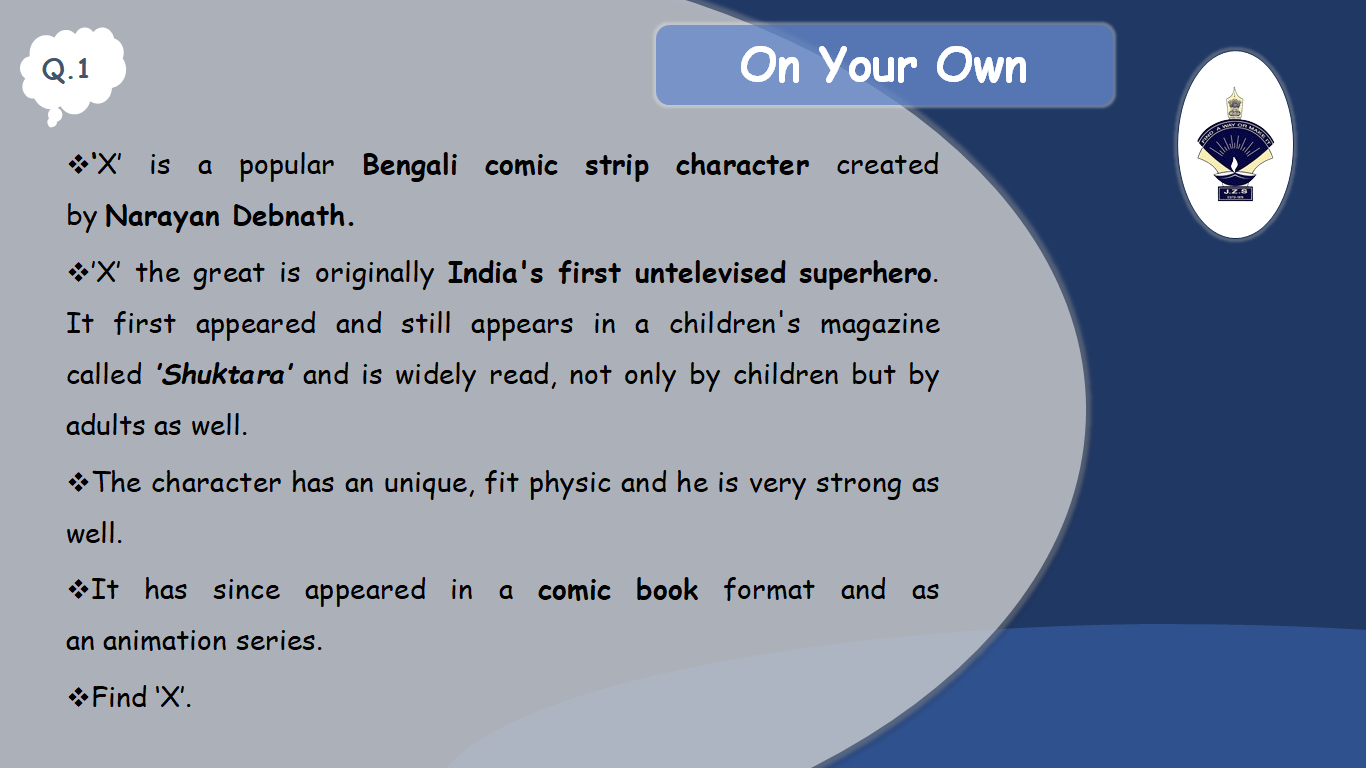 Q.1
On Your Own
❖‘X’ is a popular Bengali comic strip character created
by Narayan Debnath.
❖’X’ the great is originally India's first untelevised superhero.
It first appeared and still appears in a children's magazine
called ’Shuktara’ and is widely read, not only by children but by
adults as well.
❖The character has an unique, fit physic and he is very strong as
well.
❖It has since appeared in a comic book format and as
an animation series.
❖Find ‘X’.
FIND A WAY OR MAKE IT
J.Z.S